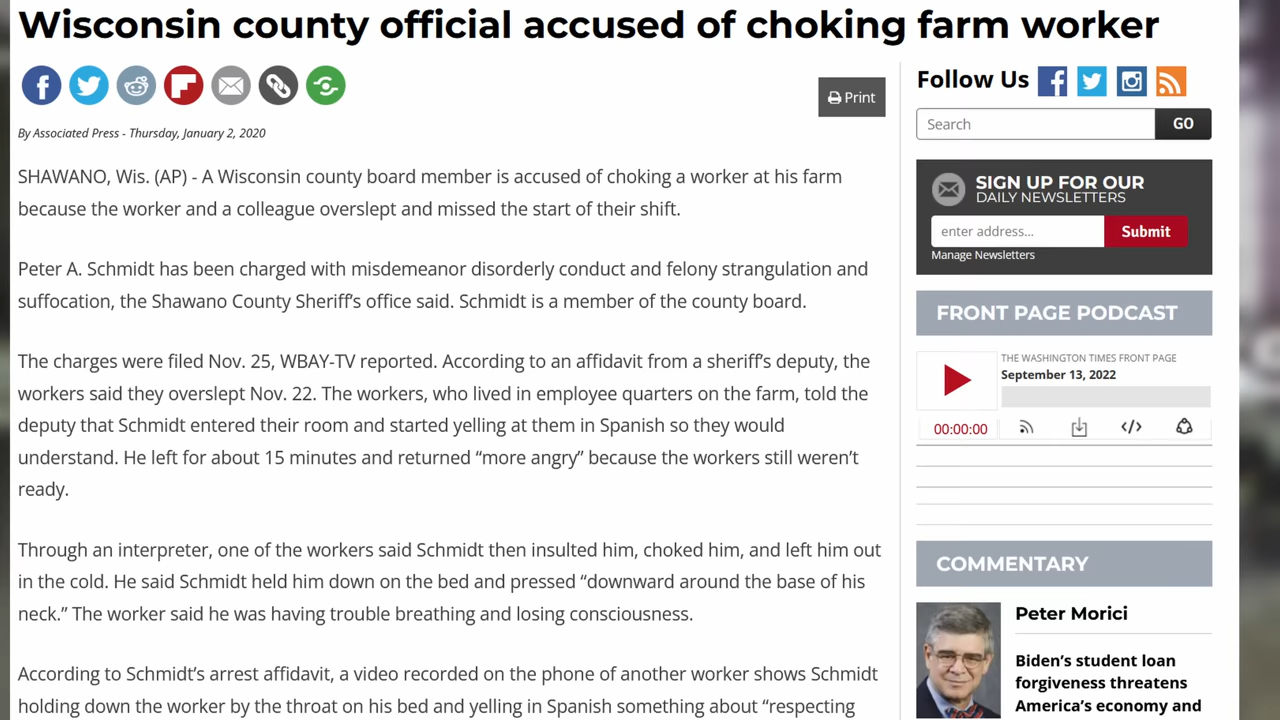 Wisconsin county official accused of choking farm worker
Print
By Associated Press - Thursday, January 2, 2020
SHAWANO, Wis. (AP) - A Wisconsin county board member is accused of choking a worker at his farm
because the worker and a colleague overslept and missed the start of their shift.
Peter A. Schmidt has been charged with misdemeanor disorderly conduct and felony strangulation and
suffocation, the Shawano County Sheriff’s office said. Schmidt is a member of the county board.
The charges were filed Nov. 25, WBAY-TV reported. According to an affidavit from a sheriff’s deputy, the
workers said they overslept Nov. 22. The workers, who lived in employee quarters on the farm, told the
deputy that Schmidt entered their room and started yelling at them in Spanish so they would
understand. He left for about 15 minutes and returned “more angry” because the workers still weren’t
ready.
Through an interpreter, one of the workers said Schmidt then insulted him, choked him, and left him out
in the cold. He said Schmidt held him down on the bed and pressed “downward around the base of his
neck.” The worker said he was having trouble breathing and losing consciousness.
According to Schmidt’s arrest affidavit, a video recorded on the phone of another worker shows Schmidt
holding down the worker by the throat on his bed and yelling in Spanish something about “respecting
Follow Us
Search
GO
SIGN UP FOR OUR
DAILY NEWSLETTERS
enter address...
Submit
Manage Newsletters
FRONT PAGE PODCAST
THE WASHINGTON TIMES FRONT PAGE
September 13, 2022
00:00:00
COMMENTARY
Peter Morici
Biden’s student loan
forgiveness threatens
America’s economy and